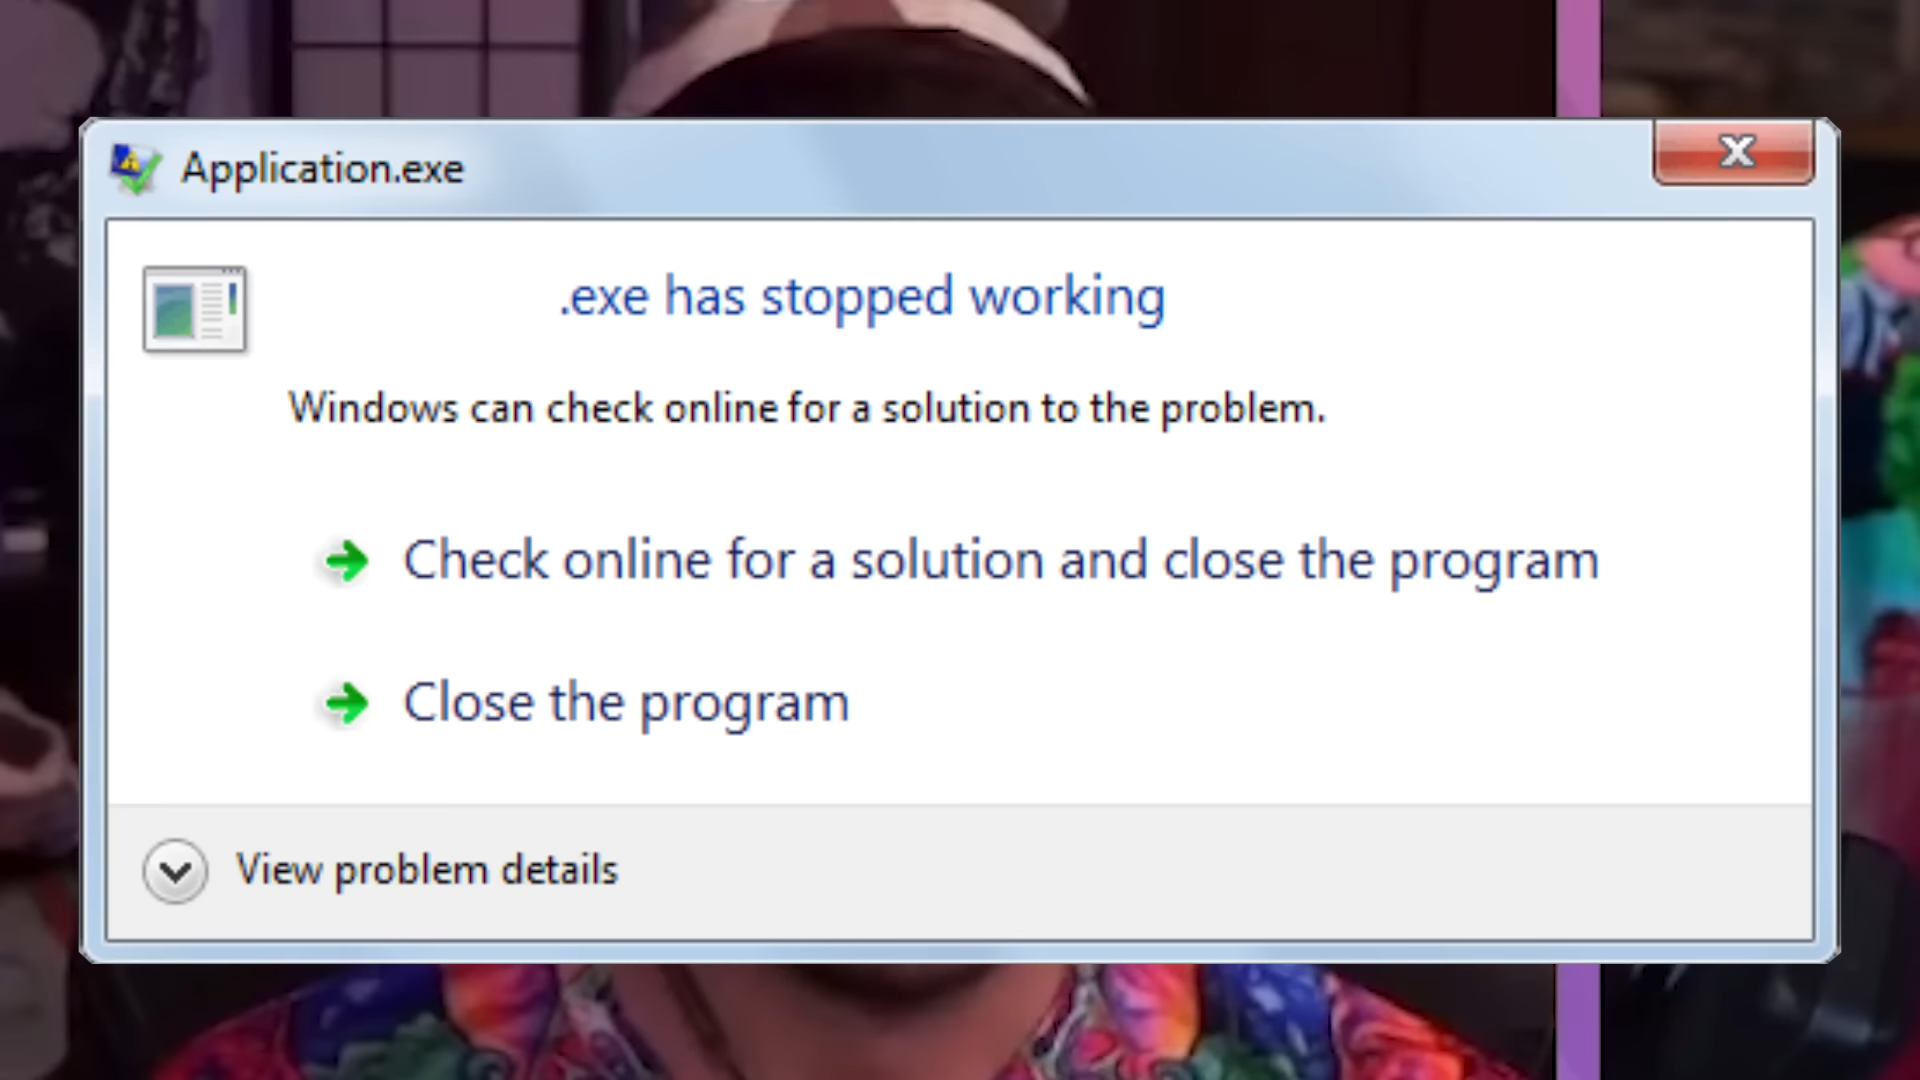 Application.exe
.exe has stopped working
Windows can check online for a solution to the problem.
Check online for a solution and close the program
Close the program
View problem details